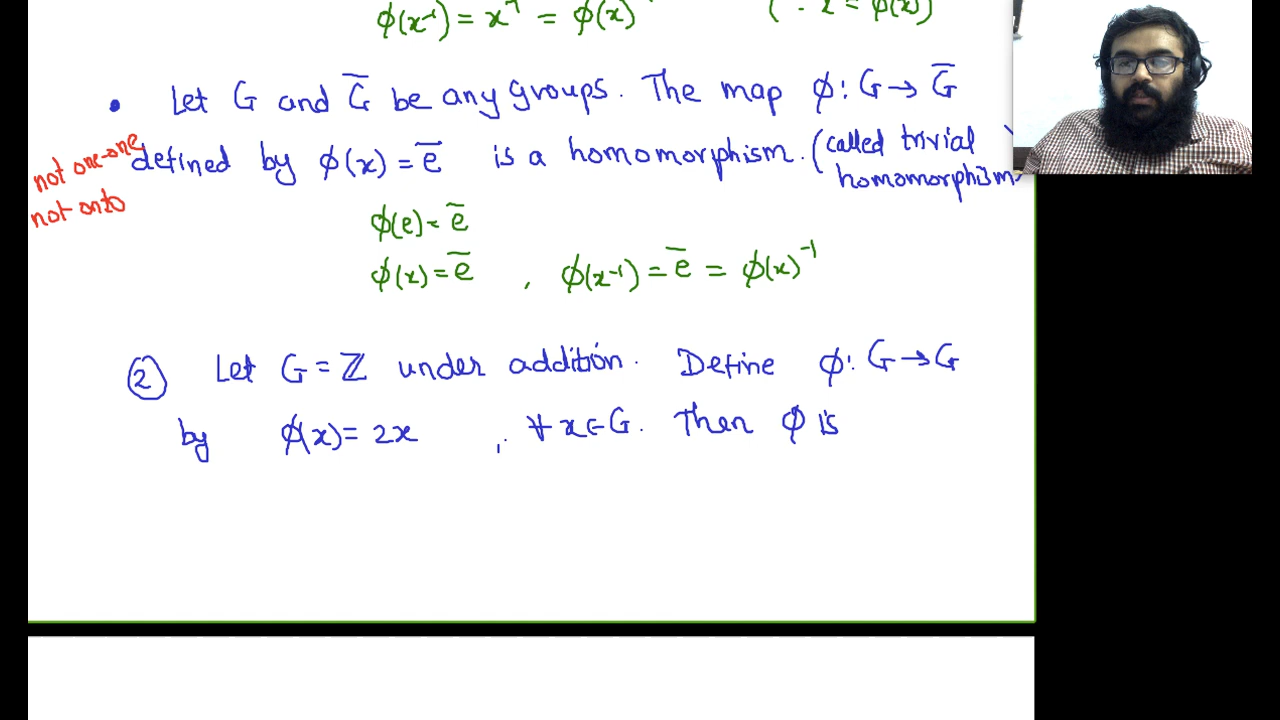 ϕ(x⁻¹) = x⁻¹ = ϕ(x)⁻¹ (∵ x = ϕ(x))
• Let G and G̅ be any groups. The map ϕ: G → G̅
not one-one defined by ϕ(x) = e̅ is a homomorphism. (called trivial
not onto homomorphism)
ϕ(e) = e̅
ϕ(x) = e̅ , ϕ(x⁻¹) = e̅ = ϕ(x)⁻¹
② Let G = ℤ under addition. Define ϕ: G → G
by ϕ(x) = 2x , ∀ x ∈ G. Then ϕ is